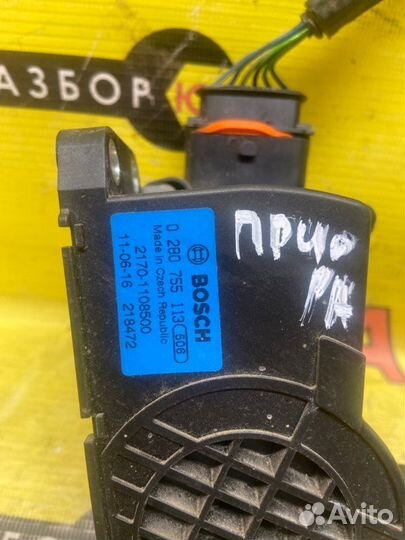 АЗБОР
BOSCH
0 280 755 113 506
Made in Czech Republic
2170-1108500
11-06-16 218472
ПРИО
РА
Avito